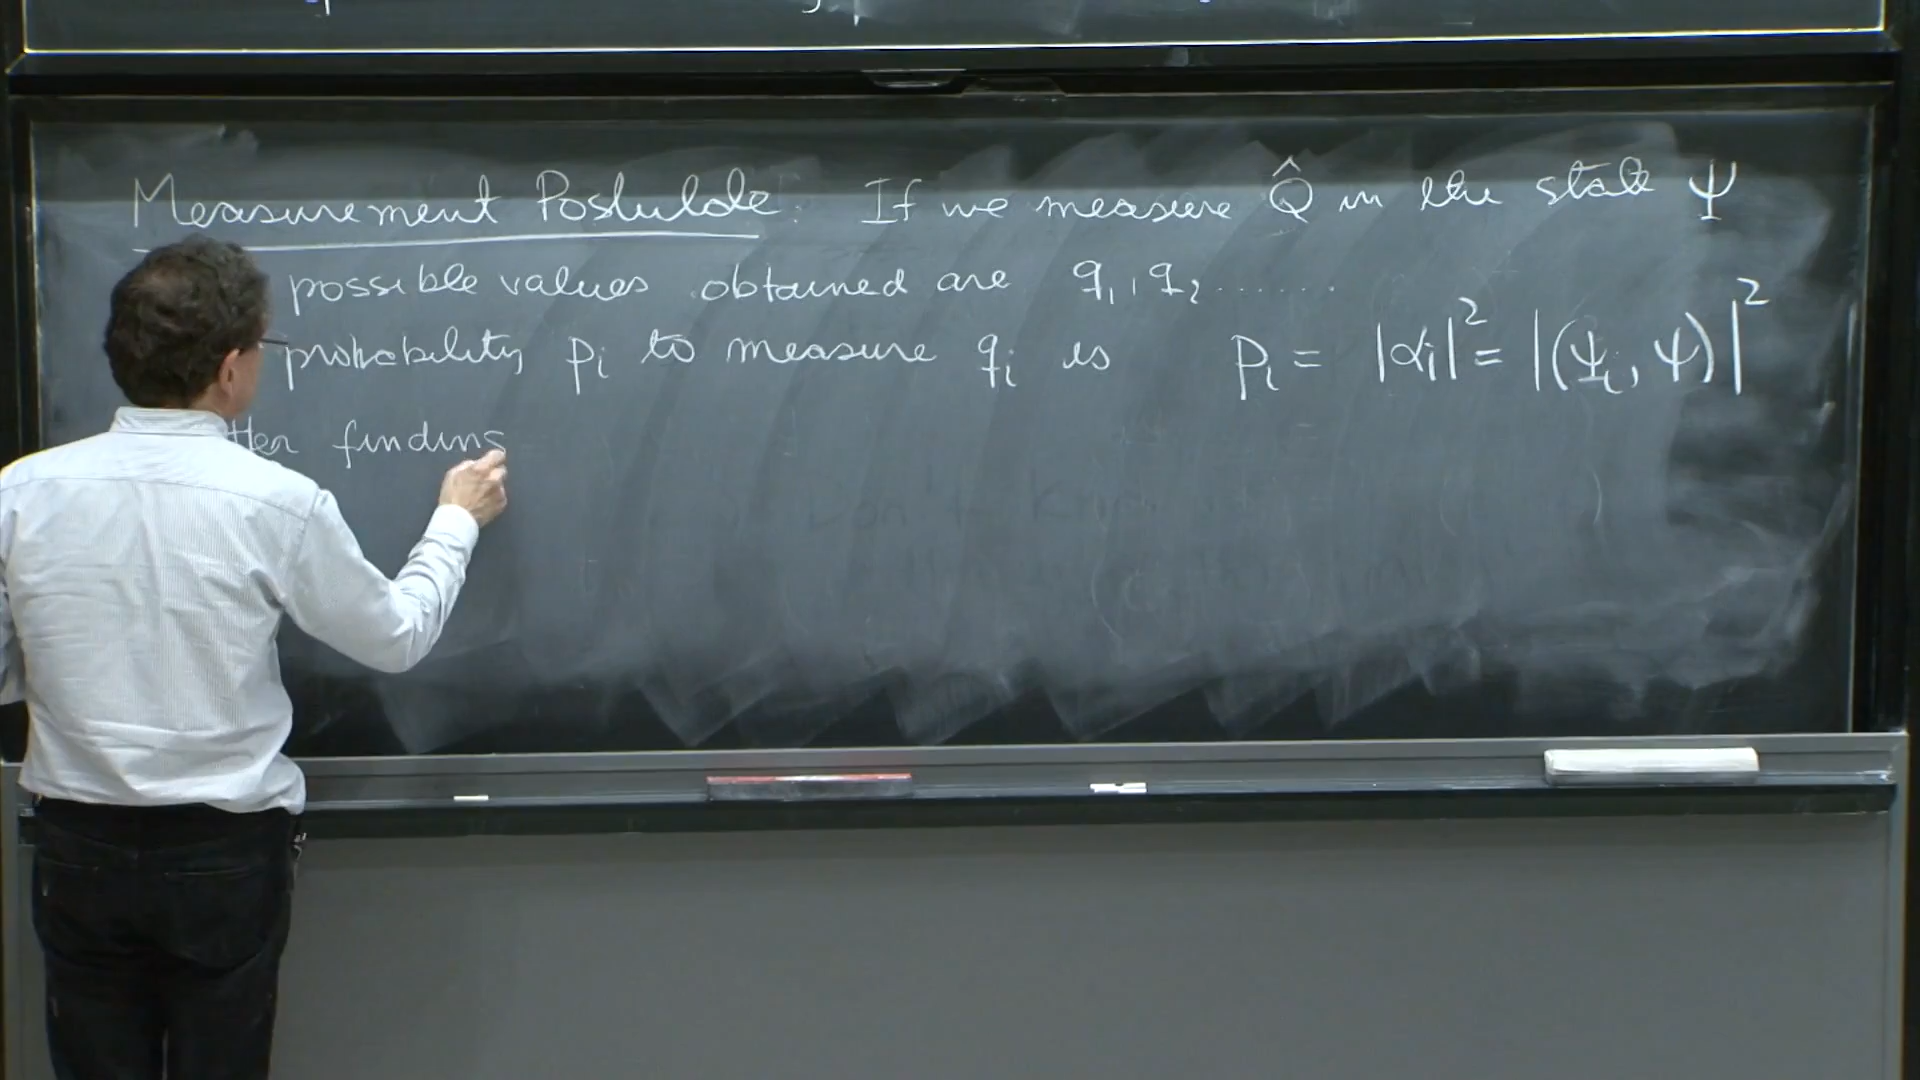 Measurement Postulate: If we measure Q̂ in the state Ψ
possible values obtained are q₁, q₂ ......
probability pᵢ to measure qᵢ is pᵢ = |αᵢ|² = |(ψᵢ, Ψ)|²
finding